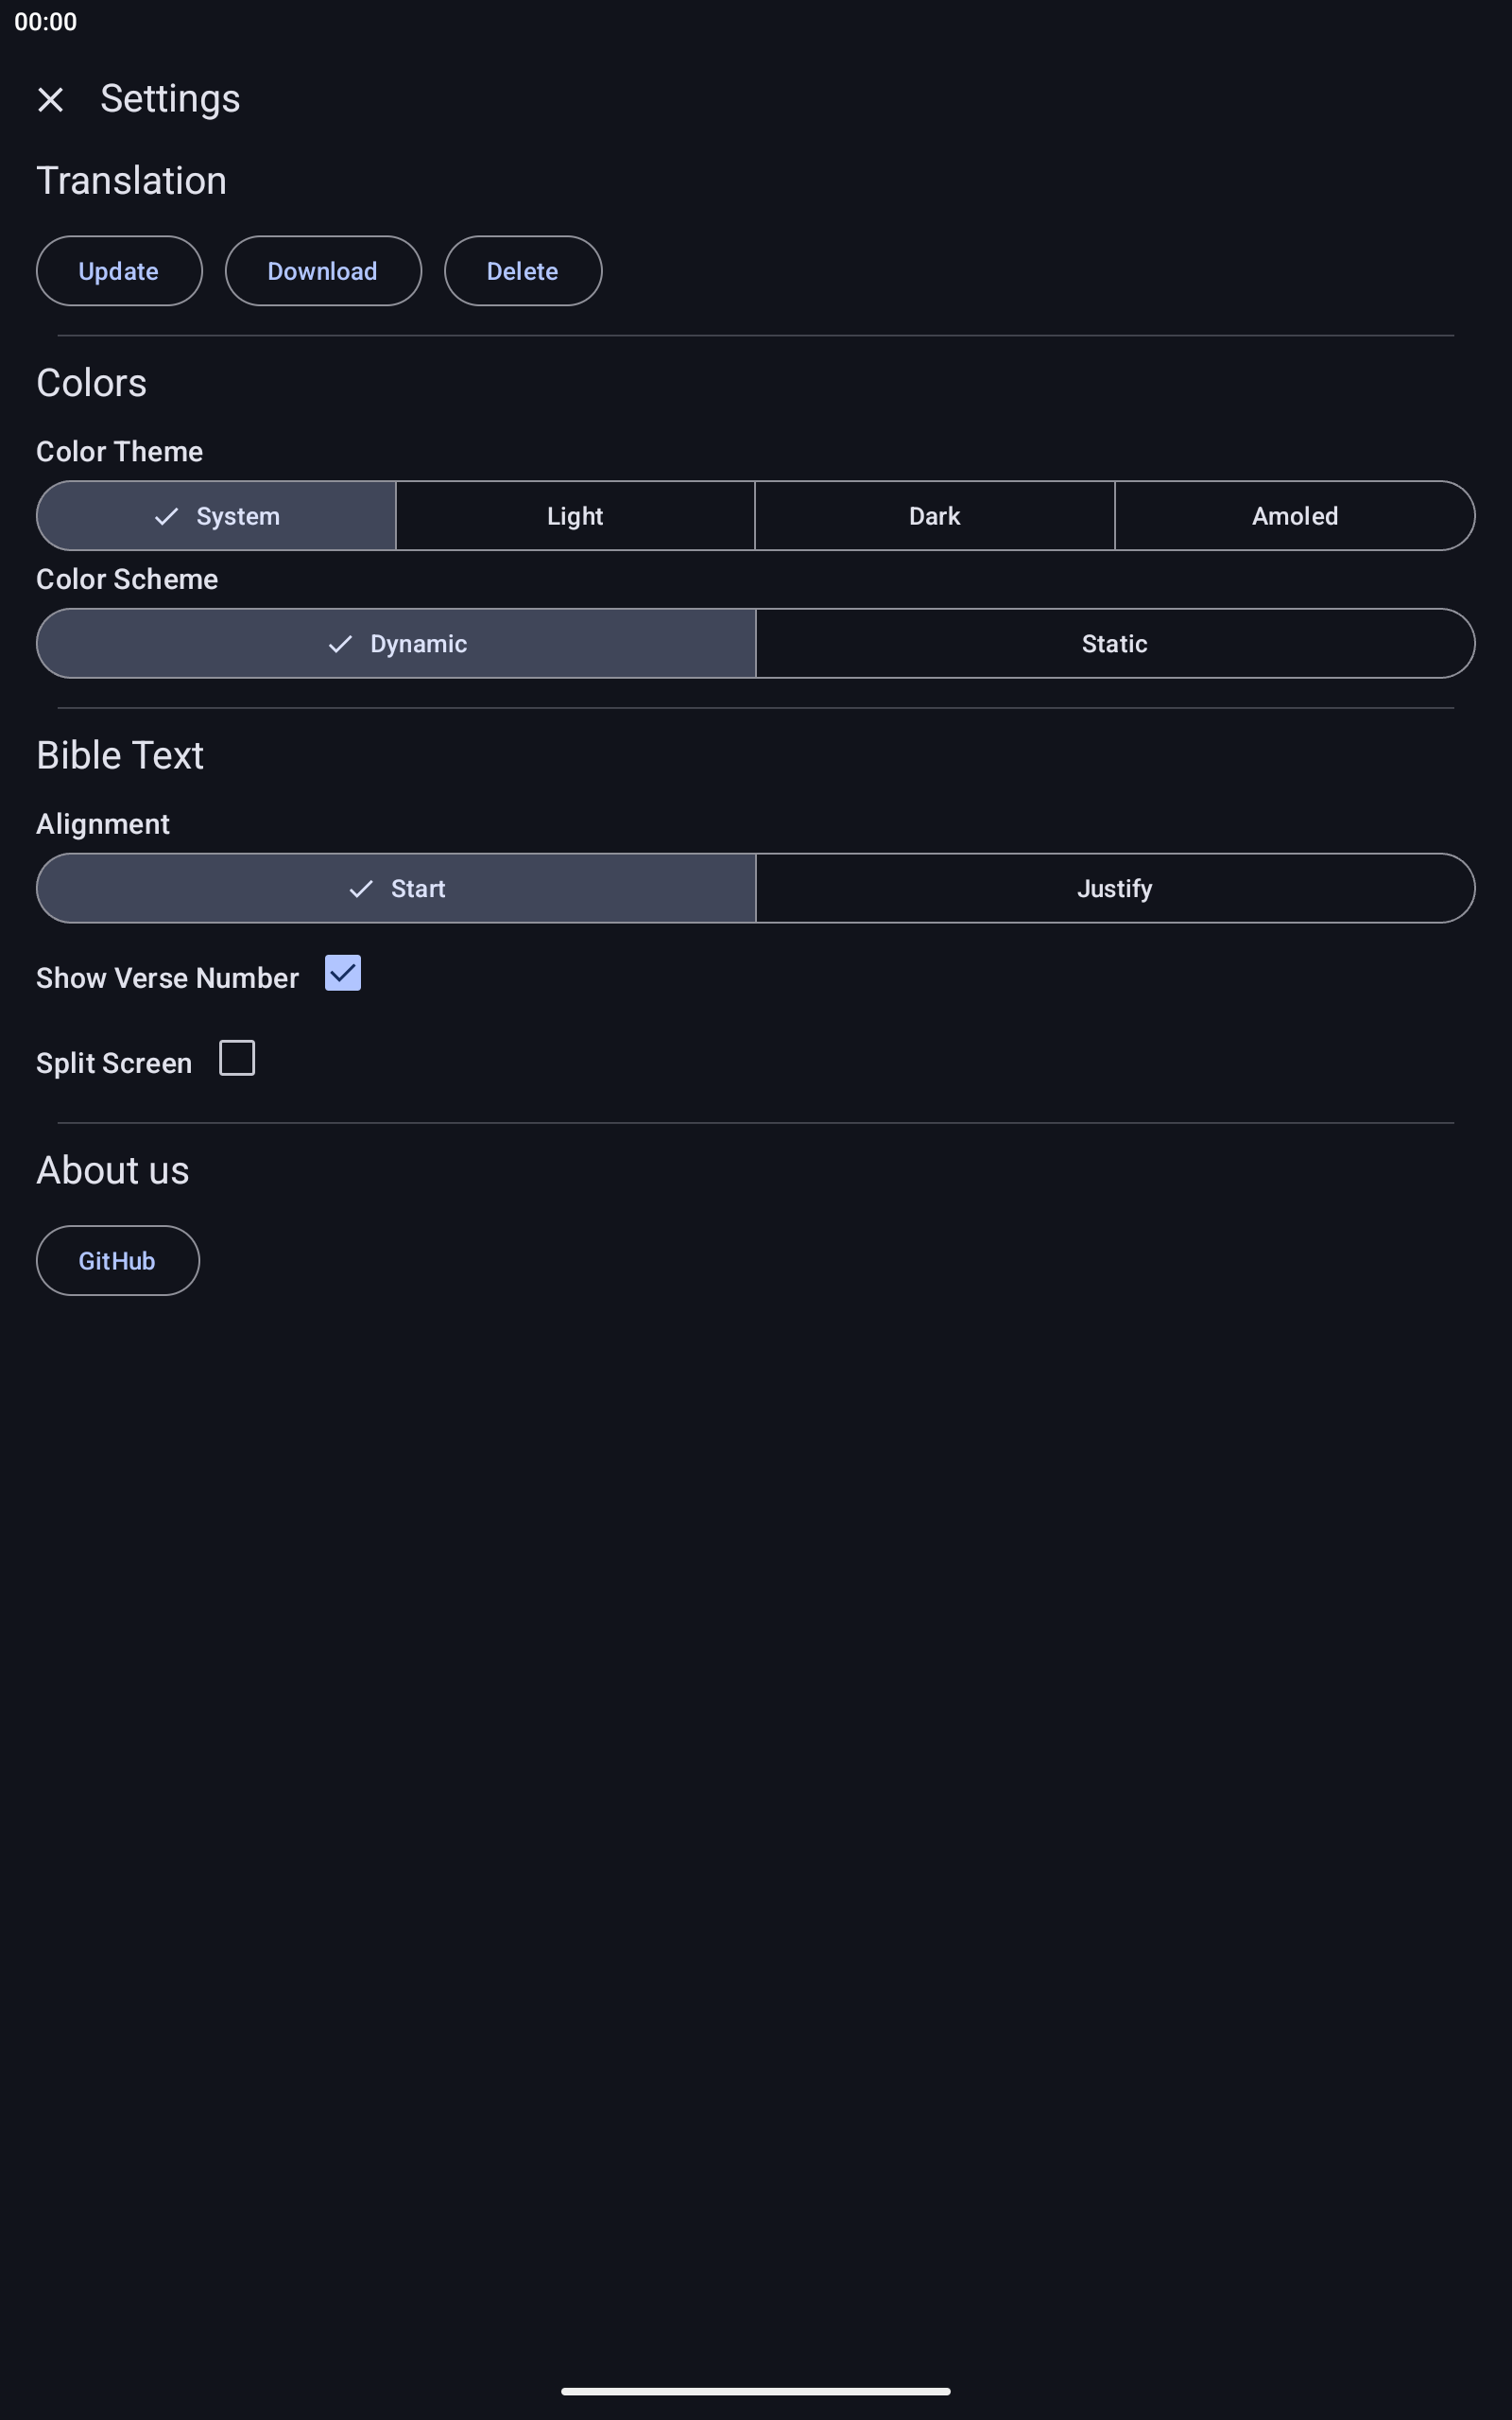 00:00
Settings
Translation
Update Download Delete
Colors
Color Theme
System Light Dark Amoled
Color Scheme
Dynamic Static
Bible Text
Alignment
Start Justify
Show Verse Number
Split Screen
About us
GitHub